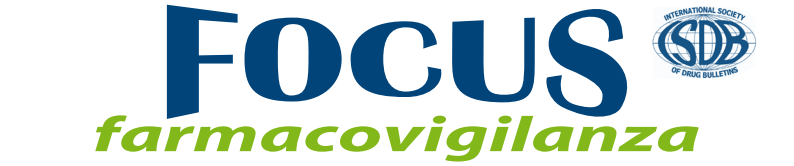 FOCUS
farmacovigilanza
INTERNATIONAL SOCIETY
ISDB
OF DRUG BULLETINS